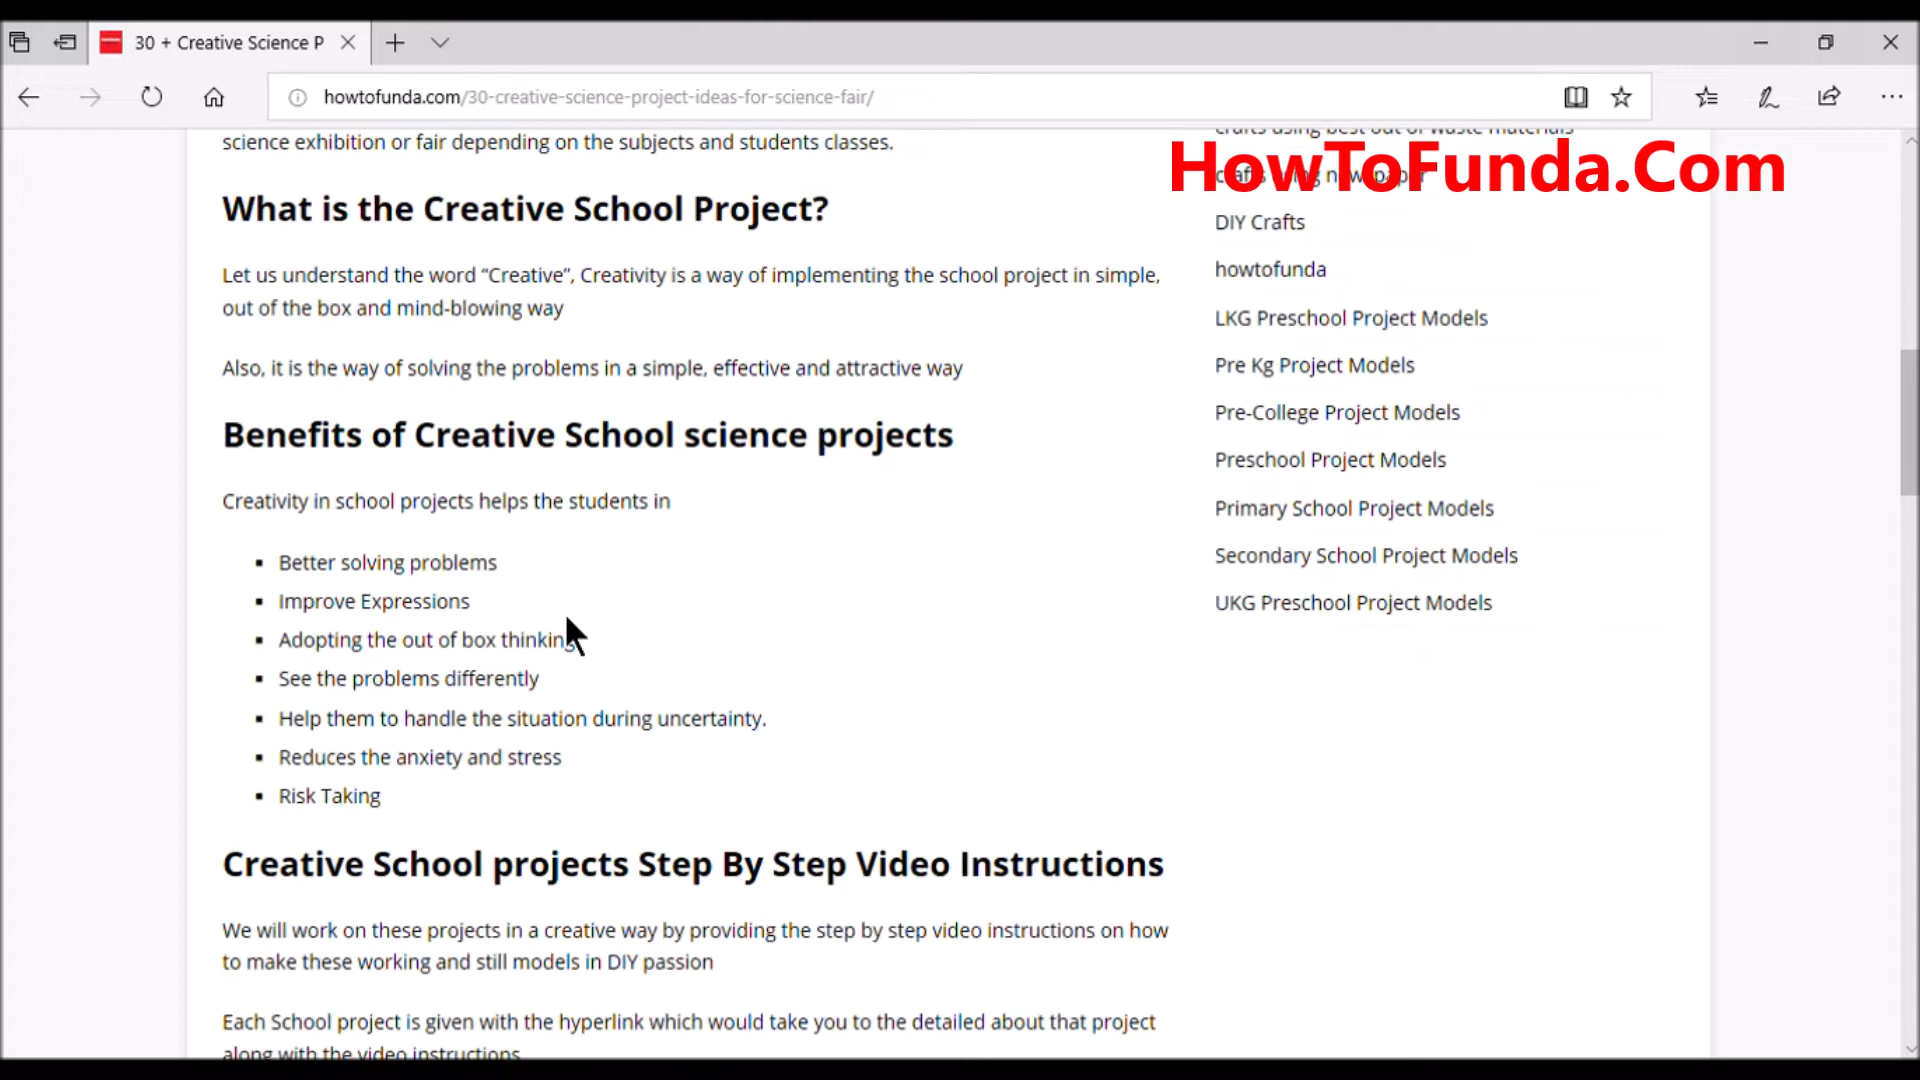 30 + Creative Science P
howtofunda.com/30-creative-science-project-ideas-for-science-fair/
science exhibition or fair depending on the subjects and students classes.
What is the Creative School Project?
Let us understand the word “Creative”, Creativity is a way of implementing the school project in simple,
out of the box and mind-blowing way
Also, it is the way of solving the problems in a simple, effective and attractive way
Benefits of Creative School science projects
Creativity in school projects helps the students in
Better solving problems
Improve Expressions
Adopting the out of box thinking
See the problems differently
Help them to handle the situation during uncertainty.
Reduces the anxiety and stress
Risk Taking
Creative School projects Step By Step Video Instructions
We will work on these projects in a creative way by providing the step by step video instructions on how
to make these working and still models in DIY passion
Each School project is given with the hyperlink which would take you to the detailed about that project
along with the video instructions
crafts using best out of waste materials
HowToFunda.Com
crafts using newspaper
DIY Crafts
howtofunda
LKG Preschool Project Models
Pre Kg Project Models
Pre-College Project Models
Preschool Project Models
Primary School Project Models
Secondary School Project Models
UKG Preschool Project Models